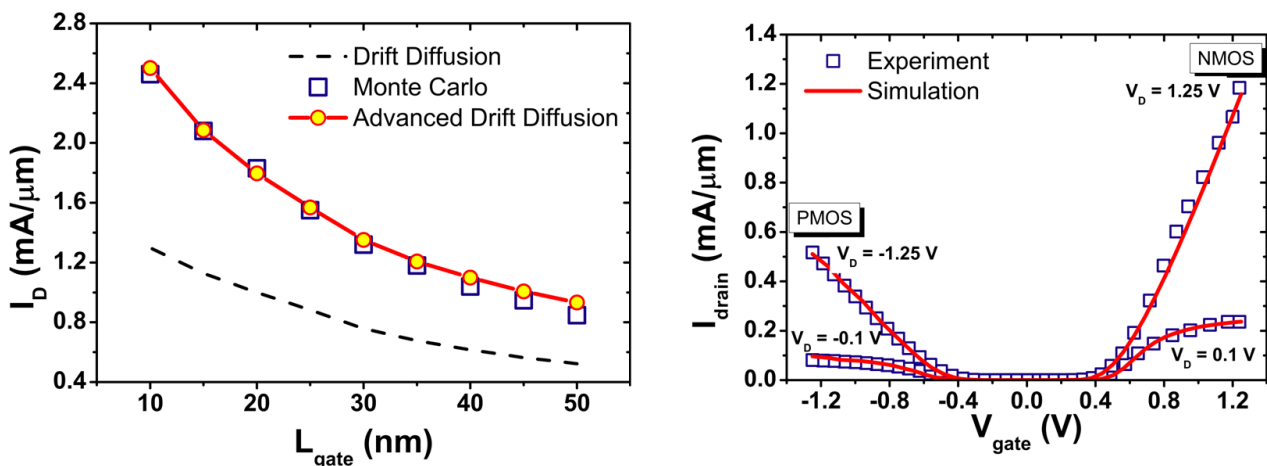 2.8
2.4
2.0
1.6
1.2
0.8
0.4
I_D (mA/μm)
Drift Diffusion
Monte Carlo
Advanced Drift Diffusion
10 20 30 40 50
L_gate (nm)
1.4
1.2
1.0
0.8
0.6
0.4
0.2
0.0
I_drain (mA/μm)
Experiment
Simulation
NMOS
V_D = 1.25 V
PMOS
V_D = -1.25 V
V_D = -0.1 V
V_D = 0.1 V
-1.2 -0.8 -0.4 0.0 0.4 0.8 1.2
V_gate (V)